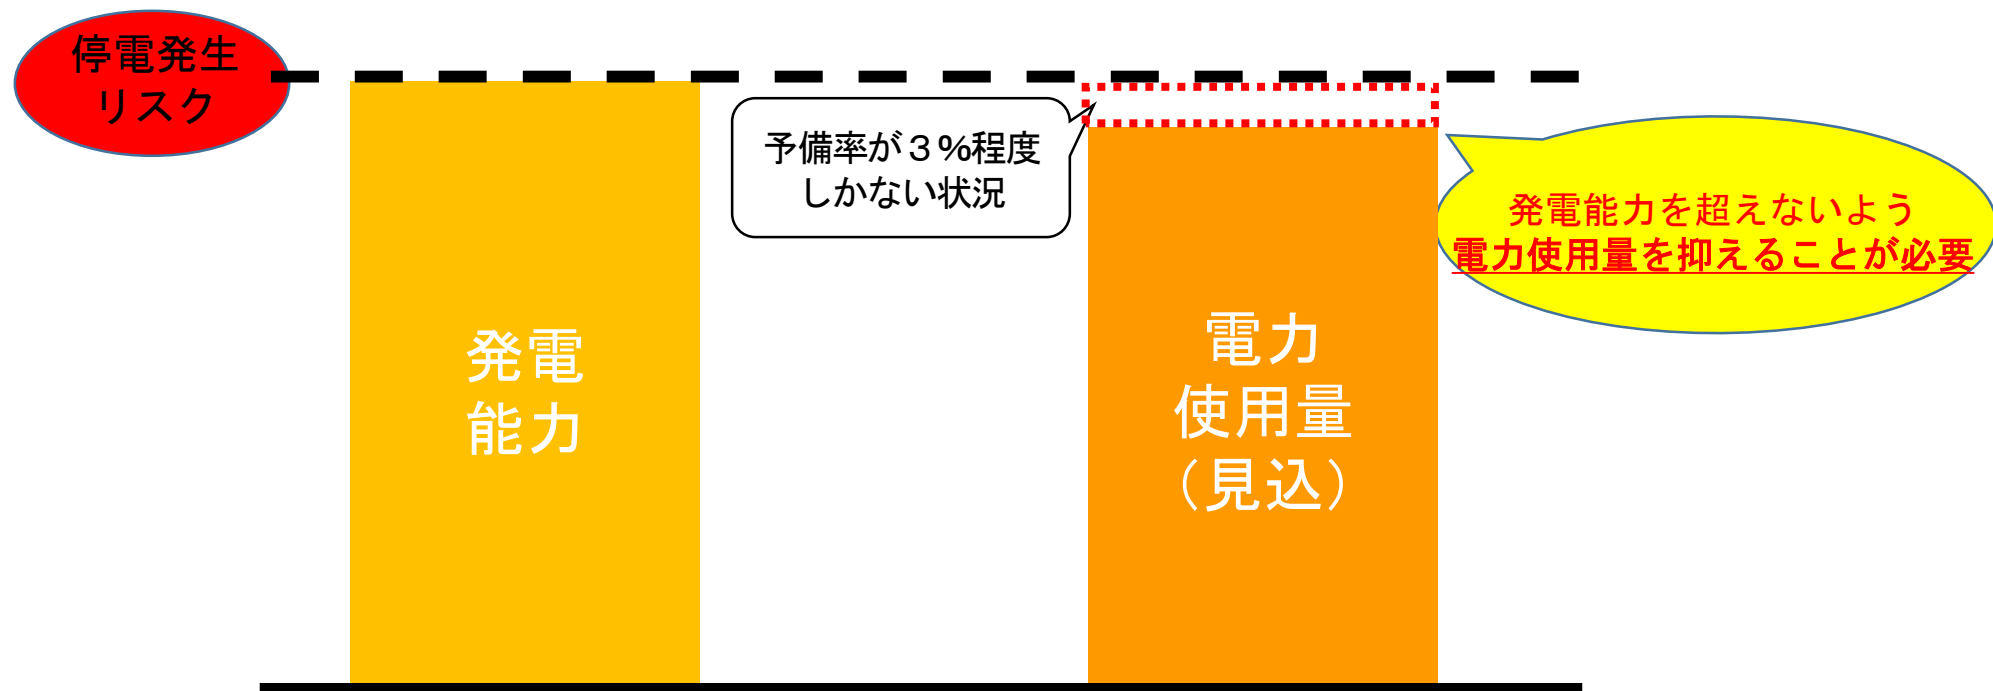 停電発生
リスク
予備率が３％程度
しかない状況
発電能力を超えないよう
電力使用量を抑えることが必要
発電
能力
電力
使用量
（見込）